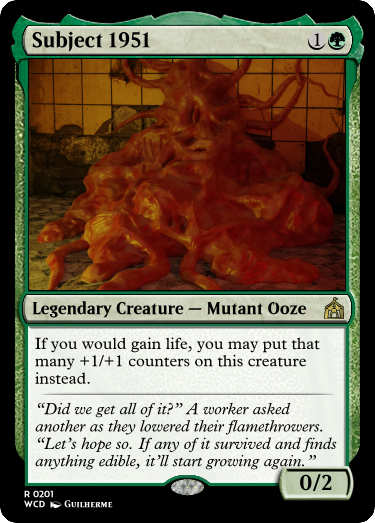 Subject 1951 1
Legendary Creature — Mutant Ooze
If you would gain life, you may put that
many +1/+1 counters on this creature
instead.
“Did we get all of it?” A worker asked
another as they lowered their flamethrowers.
“Let’s hope so. If any of it survived and finds
anything edible, it’ll start growing again.”
0/2
R 0201
WCD Guilherme